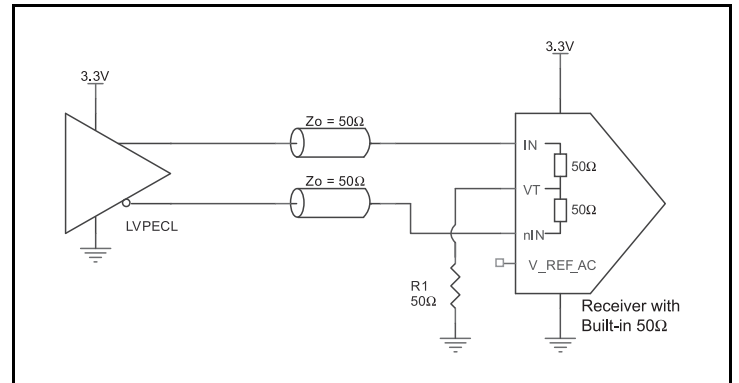 3.3V
3.3V
Zo = 50Ω
IN
50Ω
Zo = 50Ω
VT
50Ω
LVPECL
nIN
V_REF_AC
R1
50Ω
Receiver with
Built-in 50Ω